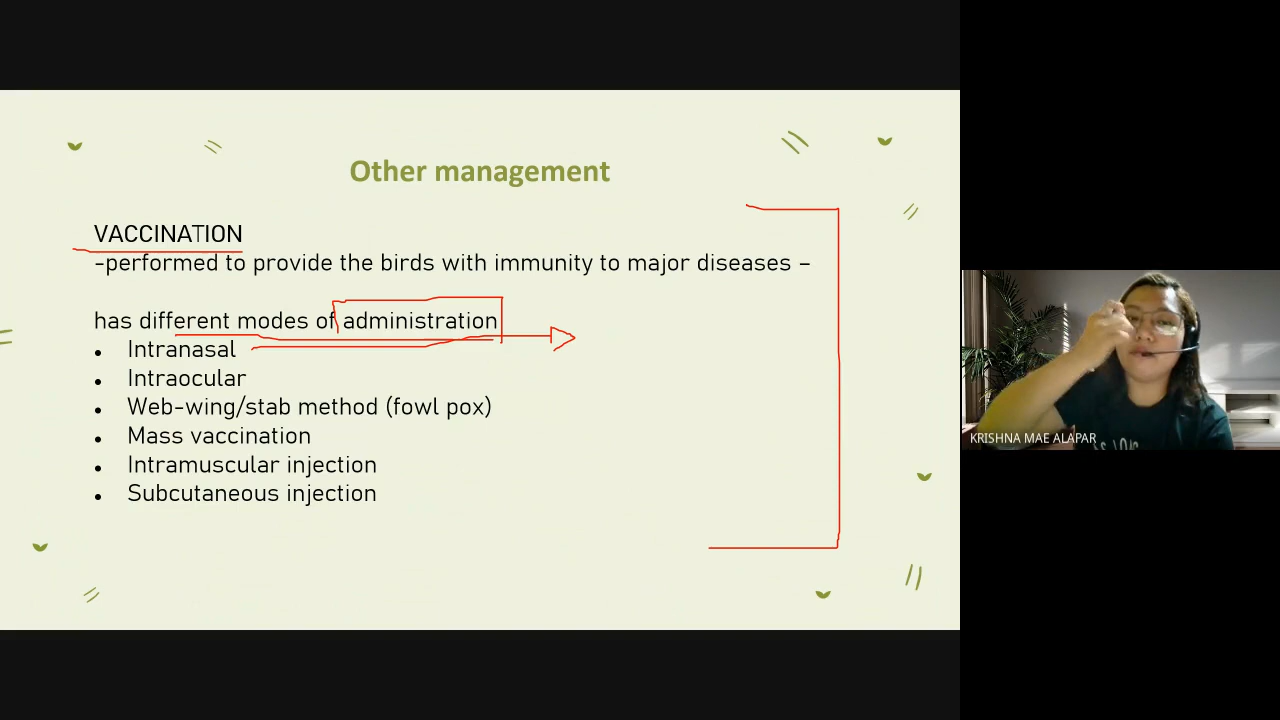 Other management
VACCINATION
-performed to provide the birds with immunity to major diseases –
has different modes of administration
• Intranasal
• Intraocular
• Web-wing/stab method (fowl pox)
• Mass vaccination
• Intramuscular injection
• Subcutaneous injection
KRISHNA MAE ALAPAR